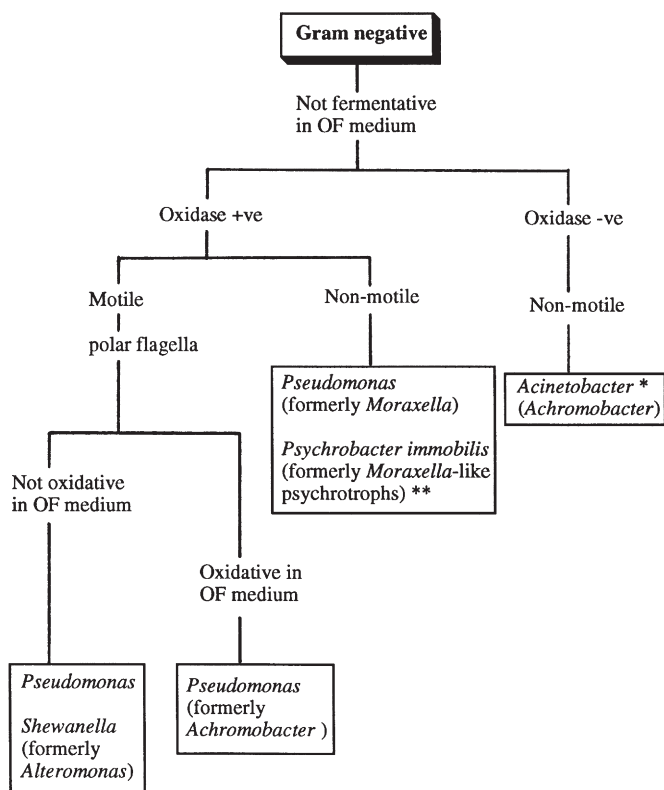 Gram negative
Not fermentative
in OF medium
Oxidase +ve
Oxidase -ve
Motile
polar flagella
Non-motile
Non-motile
Pseudomonas
(formerly Moraxella)
Psychrobacter immobilis
(formerly Moraxella-like
psychrotrophs) **
Acinetobacter *
(Achromobacter)
Not oxidative
in OF medium
Oxidative in
OF medium
Pseudomonas
Shewanella
(formerly
Alteromonas)
Pseudomonas
(formerly
Achromobacter )